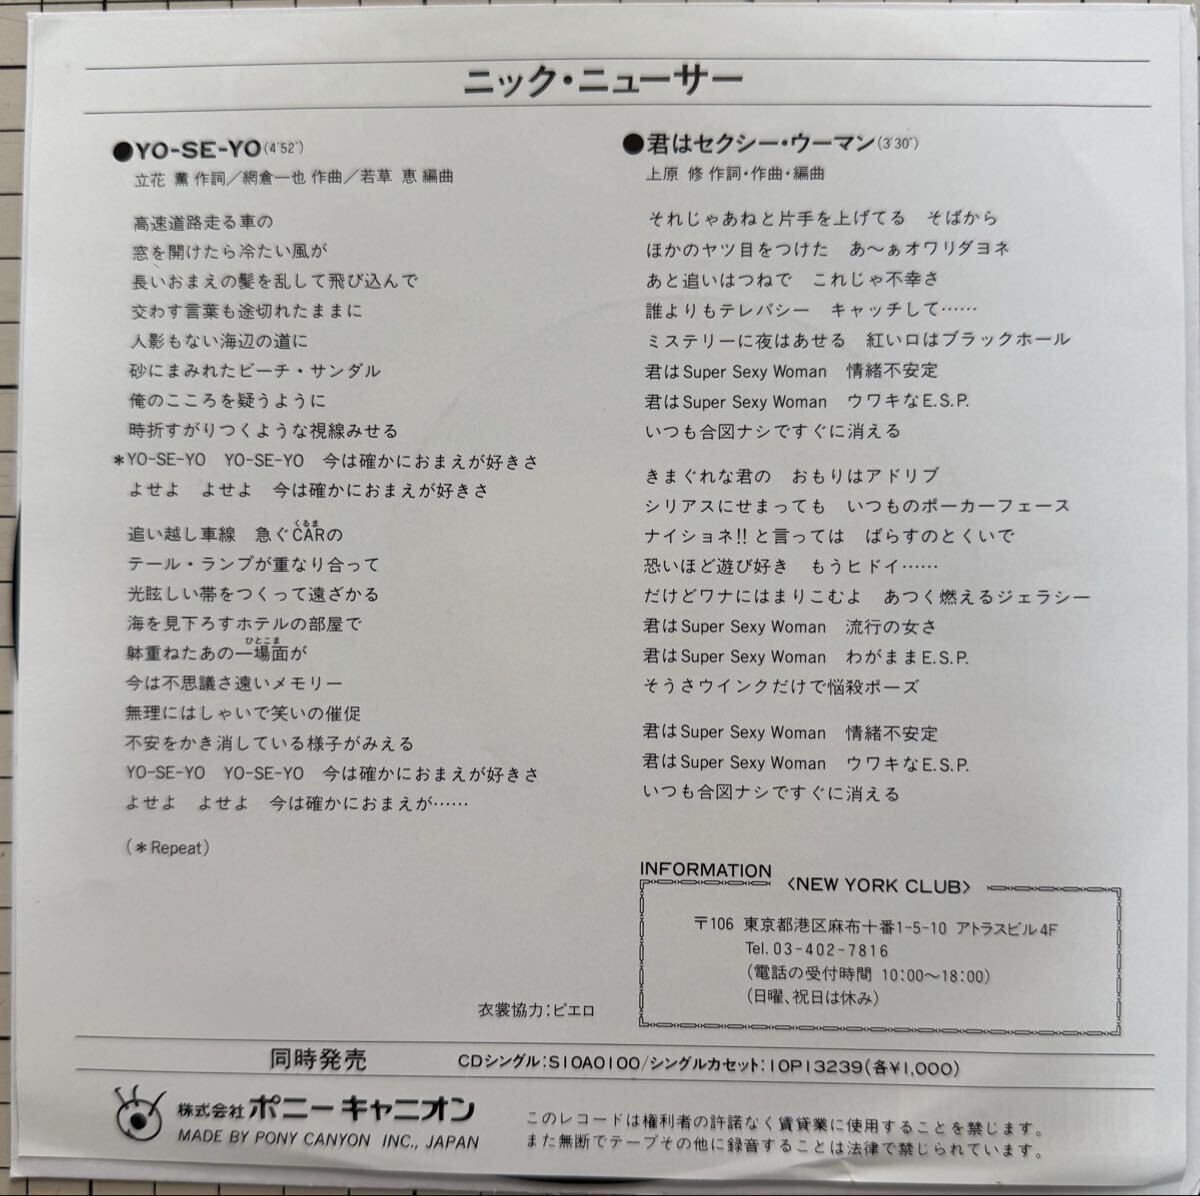 ニック・ニューサー
●YO-SE-YO(4'52")
立花 薫 作詞／網倉一也 作曲／若草 恵 編曲
高速道路走る車の
窓を開けたら冷たい風が
長いおまえの髪を乱して飛び込んで
交わす言葉も途切れたままに
人影もない海辺の道に
砂にまみれたビーチ・サンダル
俺のこころを疑うように
時折すがりつくような視線みせる
*YO-SE-YO YO-SE-YO 今は確かにおまえが好きさ
よせよ よせよ 今は確かにおまえが好きさ
くるま
追い越し車線 急ぐCARの
テール・ランプが重なり合って
光眩しい帯をつくって遠ざかる
海を見下ろすホテルの部屋で
ひとこま
躰重ねたあの一場面が
今は不思議さ遠いメモリー
無理にはしゃいで笑いの催促
不安をかき消している様子がみえる
YO-SE-YO YO-SE-YO 今は確かにおまえが好きさ
よせよ よせよ 今は確かにおまえが……
(*Repeat)
●君はセクシー・ウーマン(3'30")
上原 修 作詞・作曲・編曲
それじゃあねと片手を上げてる そばから
ほかのヤツ目をつけた あ〜ぁオワリダヨネ
あと追いはつねで これじゃ不幸さ
誰よりもテレパシー キャッチして……
ミステリーに夜はあせる 紅い口はブラックホール
君はSuper Sexy Woman 情緒不安定
君はSuper Sexy Woman ウワキなE.S.P.
いつも合図ナシですぐに消える
きまぐれな君の おもりはアドリブ
シリアスにせまっても いつものポーカーフェース
ナイショネ!!と言っては ばらすのとくいで
恐いほど遊び好き もうヒドイ……
だけどワナにはまりこむよ あつく燃えるジェラシー
君はSuper Sexy Woman 流行の女さ
君はSuper Sexy Woman わがままE.S.P.
そうさウインクだけで悩殺ポーズ
君はSuper Sexy Woman 情緒不安定
君はSuper Sexy Woman ウワキなE.S.P.
いつも合図ナシですぐに消える
INFORMATION
〈NEW YORK CLUB〉
〒106 東京都港区麻布十番1-5-10 アトラスビル4F
Tel. 03-402-7816
(電話の受付時間 10:00〜18:00)
(日曜、祝日は休み)
衣裳協力；ピエロ
同時発売 CDシングル：S10A0100/シングルカセット：10P13239(各¥1,000)
株式会社 ポニーキャニオン
MADE BY PONY CANYON INC., JAPAN
このレコードは権利者の許諾なく賃貸業に使用することを禁じます。
また無断でテープその他に録音することは法律で禁じられています。